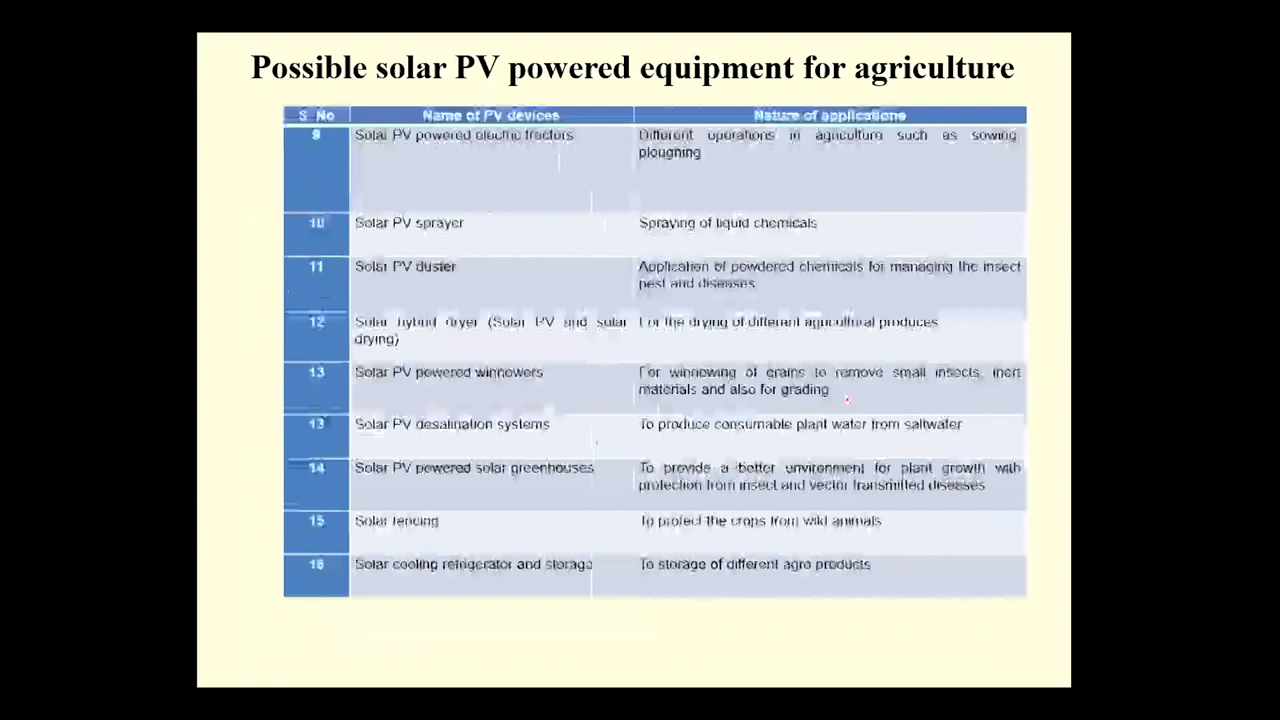 Possible solar PV powered equipment for agriculture
S. No Name of PV devices Nature of applications
9 Solar PV powered electric tractors Different operations in agriculture such as sowing,
ploughing
10 Solar PV sprayer Spraying of liquid chemicals
11 Solar PV duster Application of powdered chemicals for managing the insect
pest and diseases
12 Solar hybrid dryer (Solar PV and solar For the drying of different agricultural produces
drying)
13 Solar PV powered winnowers For winnowing of grains to remove small insects, inert
materials and also for grading
13 Solar PV desalination systems To produce consumable plant water from saltwater
14 Solar PV powered solar greenhouses To provide a better environment for plant growth with
protection from insect and vector transmitted diseases
15 Solar fencing To protect the crops from wild animals
16 Solar cooling refrigerator and storage To storage of different agro products